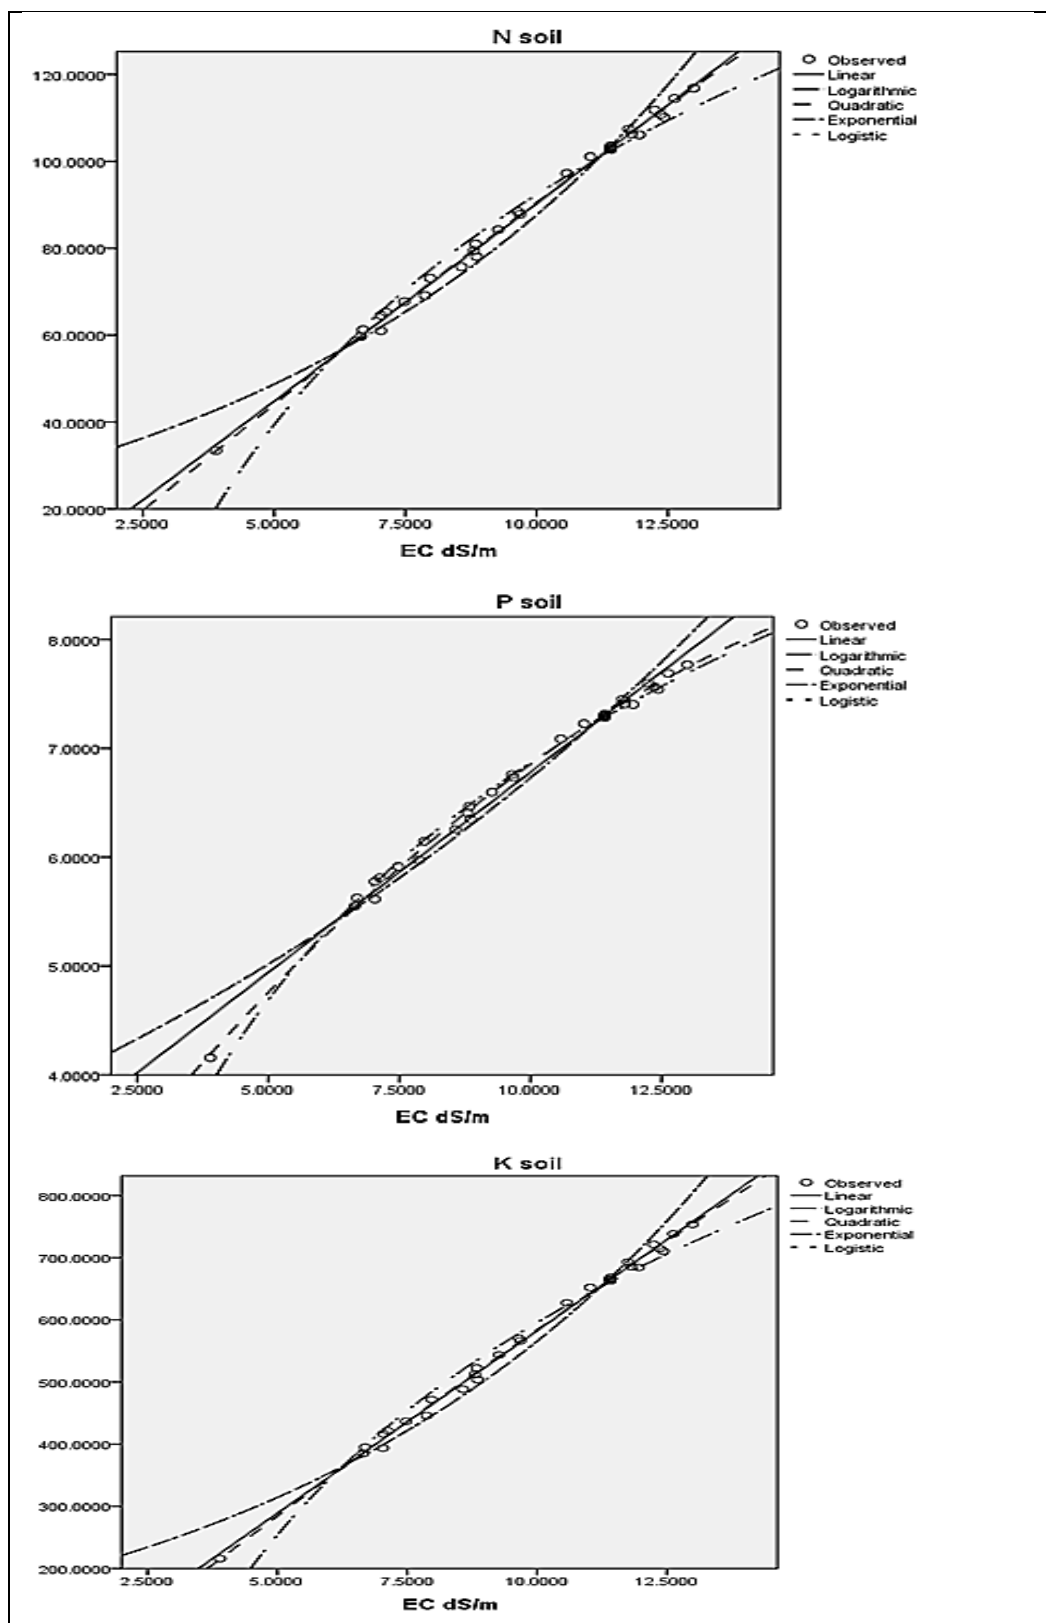 N soil
120.0000
100.0000
80.0000
60.0000
40.0000
20.0000
2.5000 5.0000 7.5000 10.0000 12.5000
EC dS/m
Observed
Linear
Logarithmic
Quadratic
Exponential
Logistic
P soil
8.0000
7.0000
6.0000
5.0000
4.0000
2.5000 5.0000 7.5000 10.0000 12.5000
EC dS/m
Observed
Linear
Logarithmic
Quadratic
Exponential
Logistic
K soil
800.0000
700.0000
600.0000
500.0000
400.0000
300.0000
200.0000
2.5000 5.0000 7.5000 10.0000 12.5000
EC dS/m
Observed
Linear
Logarithmic
Quadratic
Exponential
Logistic